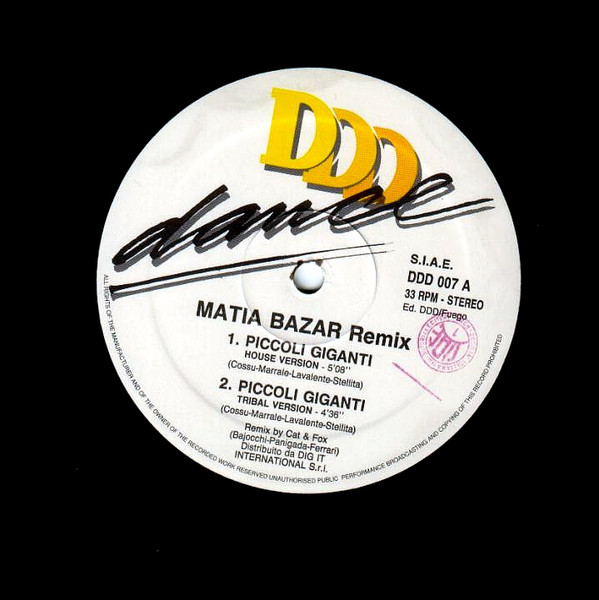 DDD
dance
S.I.A.E.
DDD 007 A
33 RPM - STEREO
Ed. DDD/Fuego
MATIA BAZAR Remix
1. PICCOLI GIGANTI
HOUSE VERSION - 5'08''
(Cossu-Marrale-Lavalente-Stellita)
2. PICCOLI GIGANTI
TRIBAL VERSION - 4'36''
(Cossu-Marrale-Lavalente-Stellita)
Remix by Cat & Fox
(Bajocchi-Panigada-Ferrari)
Distribuito da DIG IT
INTERNATIONAL S.r.l.
ALL RIGHTS OF THE MANUFACTURER AND OF THE OWNERS OF THE RECORDED WORK RESERVED UNAUTHORISED PUBLIC PERFORMANCE BROADCASTING AND COPYING OF THIS RECORD PROHIBITED